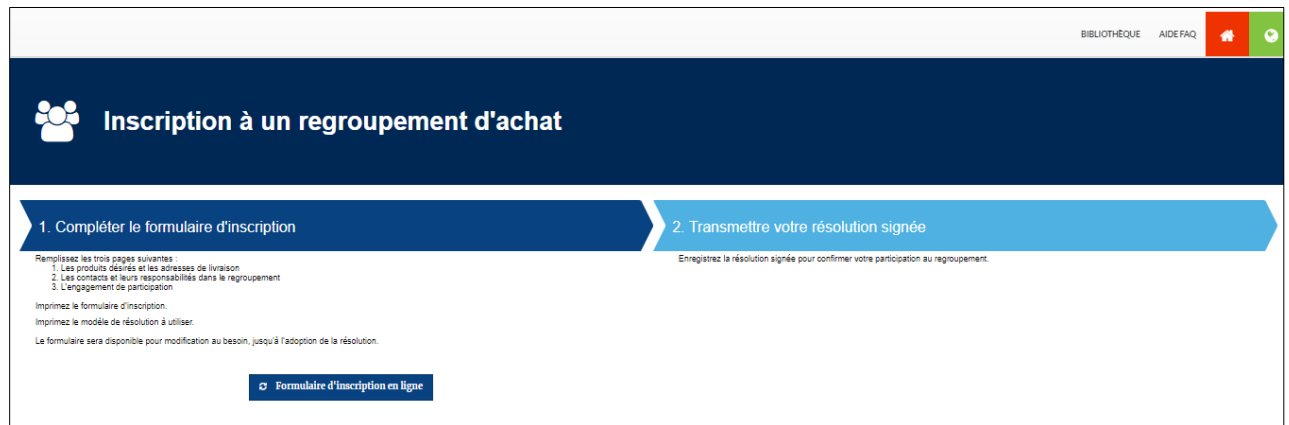 BIBLIOTHÈQUE AIDE FAQ
Inscription à un regroupement d'achat
1. Compléter le formulaire d'inscription
2. Transmettre votre résolution signée
Remplissez les trois pages suivantes :
1. Les produits désirés et les adresses de livraison
2. Les contacts et leurs responsabilités dans le regroupement
3. L'engagement de participation
Imprimez le formulaire d'inscription.
Imprimez le modèle de résolution à utiliser.
Le formulaire sera disponible pour modification au besoin, jusqu'à l'adoption de la résolution.
Formulaire d'inscription en ligne
Enregistrez la résolution signée pour confirmer votre participation au regroupement.